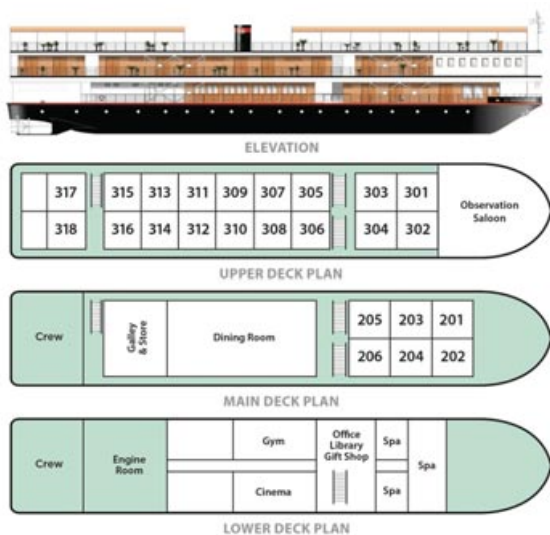 ELEVATION
317 315 313 311 309 307 305 303 301
318 316 314 312 310 308 306 304 302
Observation
Saloon
UPPER DECK PLAN
Crew
Galley
& Store
Dining Room
205 203 201
206 204 202
MAIN DECK PLAN
Crew
Engine
Room
Gym
Cinema
Office
Library
Gift Shop
Spa
Spa
Spa
LOWER DECK PLAN